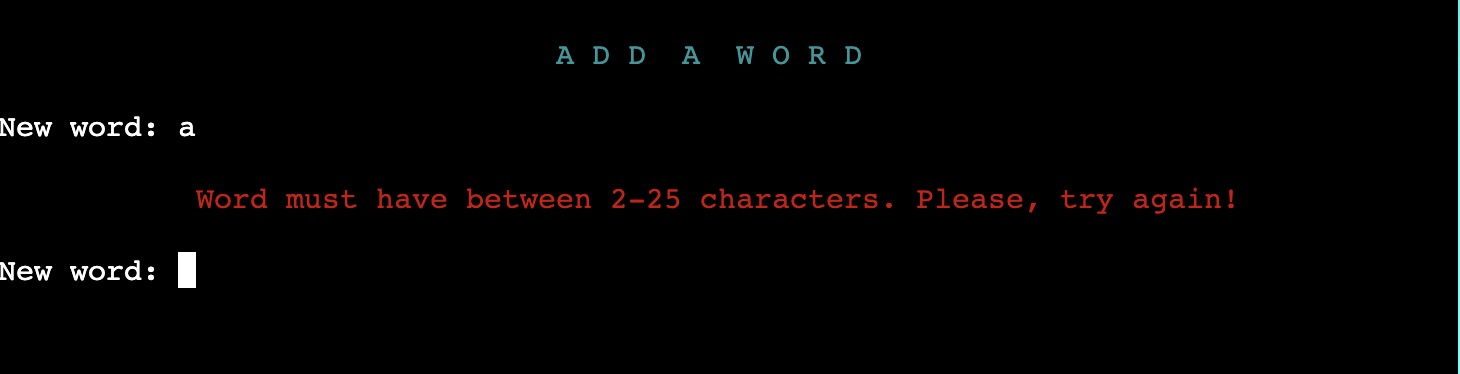 A D D  A  W O R D
New word: a
Word must have between 2-25 characters. Please, try again!
New word: